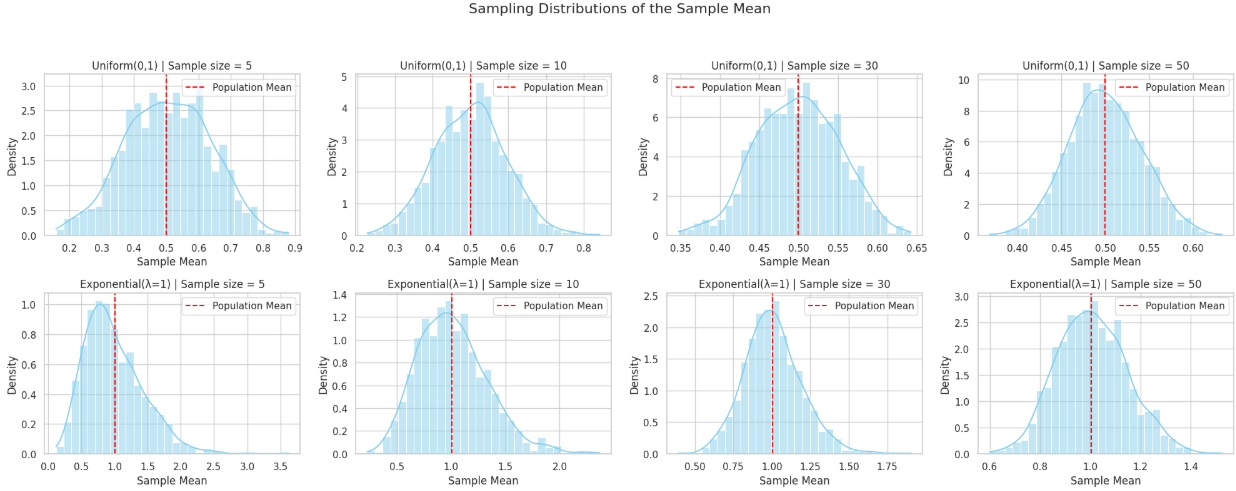 Sampling Distributions of the Sample Mean
Uniform(0,1) | Sample size = 5
Population Mean
Density
3.0
2.5
2.0
1.5
1.0
0.5
0.0
0.2 0.3 0.4 0.5 0.6 0.7 0.8 0.9
Sample Mean
Uniform(0,1) | Sample size = 10
Population Mean
Density
5
4
3
2
1
0
0.2 0.3 0.4 0.5 0.6 0.7 0.8
Sample Mean
Uniform(0,1) | Sample size = 30
Population Mean
Density
8
6
4
2
0
0.35 0.40 0.45 0.50 0.55 0.60 0.65
Sample Mean
Uniform(0,1) | Sample size = 50
Population Mean
Density
10
8
6
4
2
0
0.40 0.45 0.50 0.55 0.60
Sample Mean
Exponential(λ=1) | Sample size = 5
Population Mean
Density
1.0
0.8
0.6
0.4
0.2
0.0
0.0 0.5 1.0 1.5 2.0 2.5 3.0 3.5
Sample Mean
Exponential(λ=1) | Sample size = 10
Population Mean
Density
1.4
1.2
1.0
0.8
0.6
0.4
0.2
0.0
0.5 1.0 1.5 2.0
Sample Mean
Exponential(λ=1) | Sample size = 30
Population Mean
Density
2.5
2.0
1.5
1.0
0.5
0.0
0.50 0.75 1.00 1.25 1.50 1.75
Sample Mean
Exponential(λ=1) | Sample size = 50
Population Mean
Density
3.0
2.5
2.0
1.5
1.0
0.5
0.0
0.6 0.8 1.0 1.2 1.4
Sample Mean